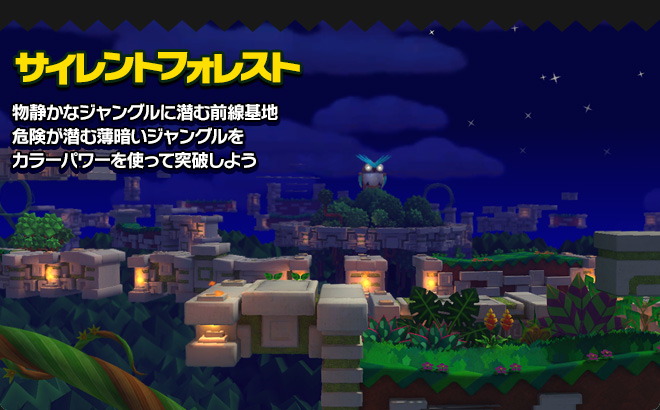 サイレントフォレスト
物静かなジャングルに潜む前線基地
危険が潜む薄暗いジャングルを
カラーパワーを使って突破しよう